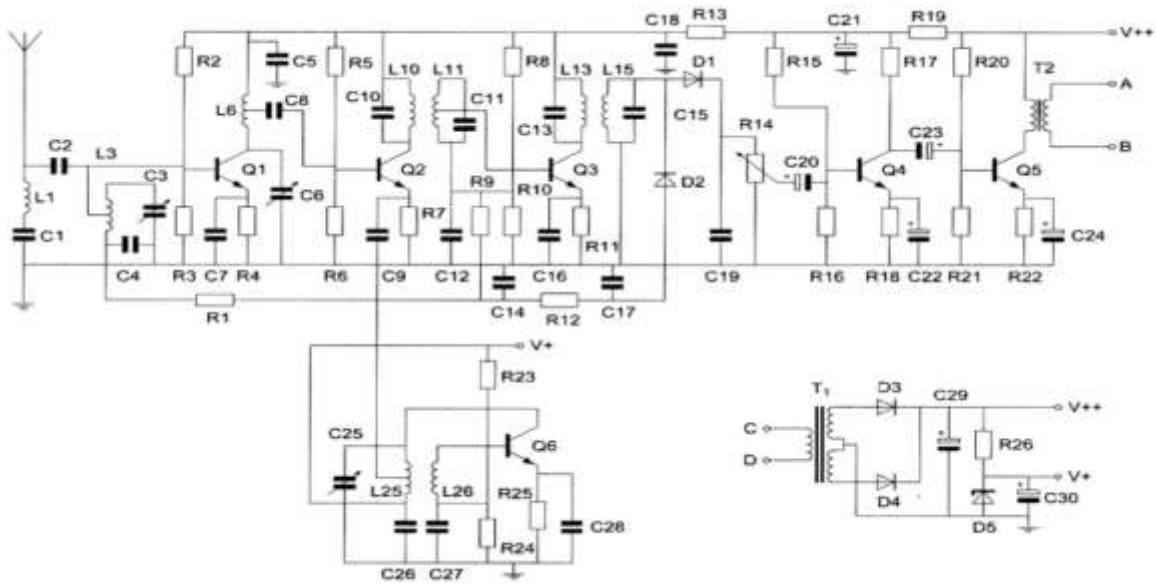 C18 R13 C21 R19
V++
R2 C5 R5 L10 L11 R8 L13 L15 D1 R15 R17 R20 T2
L6 C8 C10 C11 C13 C15 A
C2 L3 C3 Q1 C6 Q2 R9 R10 Q3 R14 C20 Q4 C23 Q5 B
D2
L1 C1 R7 R11
C4 R3 C7 R4 R6 C9 C12 C16 C19 R16 R18 C22 R21 R22 C24
R1 C14 R12 C17
V+
R23
C25 Q6
L25 L26 R25
R24 C28
C26 C27
T1 D3 C29
V++
C
D
R26
V+
D4 D5 C30